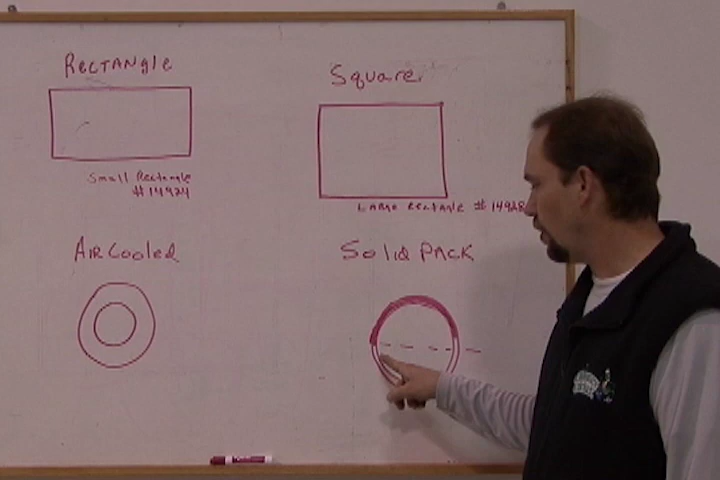 Rectangle
Square
Small Rectangle
#14924
Large Rectangle #14928
Air Cooled
Solid Pack